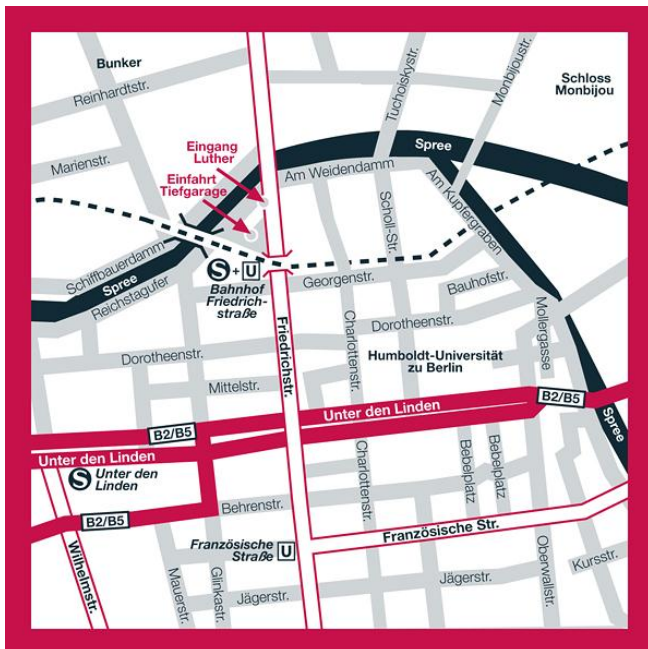 Bunker
Reinhardtstr.
Tucholskystr.
Monbijoustr.
Schloss
Monbijou
Marienstr.
Eingang
Luther
Einfahrt
Tiefgarage
Spree
Am Weidendamm
Am Kupfergraben
Scholl-Str.
Schiffbauerdamm
Spree
Reichstagufer
S + U
Bahnhof
Friedrich-
straße
Georgenstr.
Bauhofstr.
Friedrichstr.
Charlottenstr.
Dorotheenstr.
Mollergasse
Dorotheenstr.
Humboldt-Universität
zu Berlin
Mittelstr.
B2/B5
Unter den Linden
B2/B5
Unter den Linden
S Unter den
Linden
Spree
Charlottenstr.
Bebelplatz
Bebelplatz
B2/B5
Behrenstr.
Französische Str.
Französische
Straße U
Wilhelmstr.
Mauerstr.
Glinkastr.
Jägerstr.
Jägerstr.
Oberwallstr.
Kursstr.